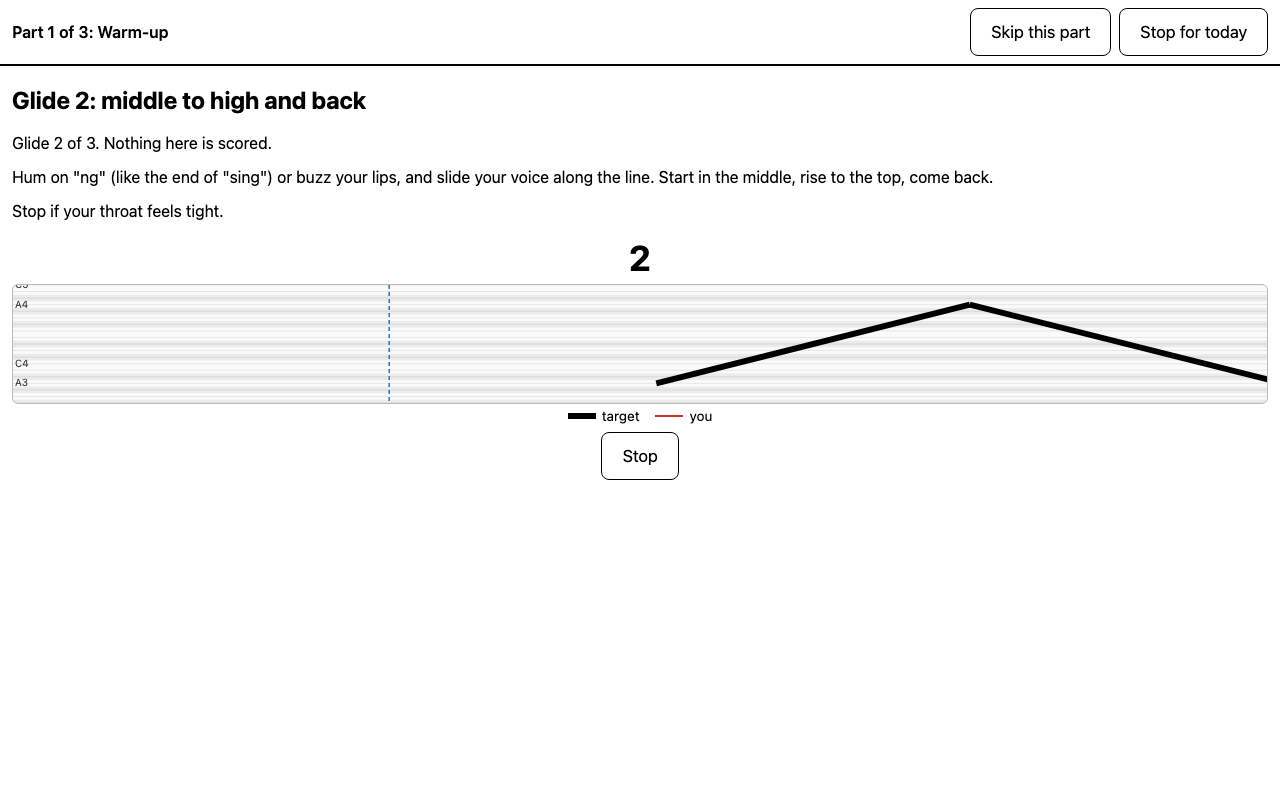 Part 1 of 3: Warm-up
Skip this part
Stop for today
Glide 2: middle to high and back
Glide 2 of 3. Nothing here is scored.
Hum on "ng" (like the end of "sing") or buzz your lips, and slide your voice along the line. Start in the middle, rise to the top, come back.
Stop if your throat feels tight.
2
A4
C4
A3
target
you
Stop